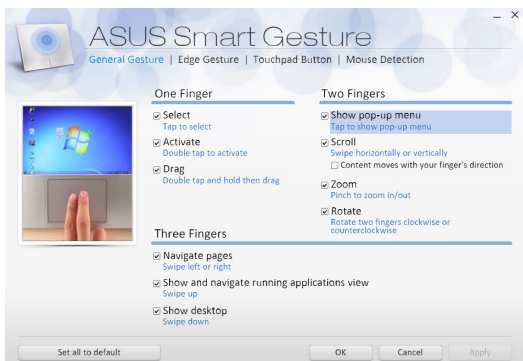 ASUS Smart Gesture
General Gesture | Edge Gesture | Touchpad Button | Mouse Detection
One Finger
Select
Tap to select
Activate
Double tap to activate
Drag
Double tap and hold then drag
Two Fingers
Show pop-up menu
Tap to show pop-up menu
Scroll
Swipe horizontally or vertically
Content moves with your finger's direction
Zoom
Pinch to zoom in/out
Rotate
Rotate two fingers clockwise or
counterclockwise
Three Fingers
Navigate pages
Swipe left or right
Show and navigate running applications view
Swipe up
Show desktop
Swipe down
Set all to default
OK
Cancel
Apply